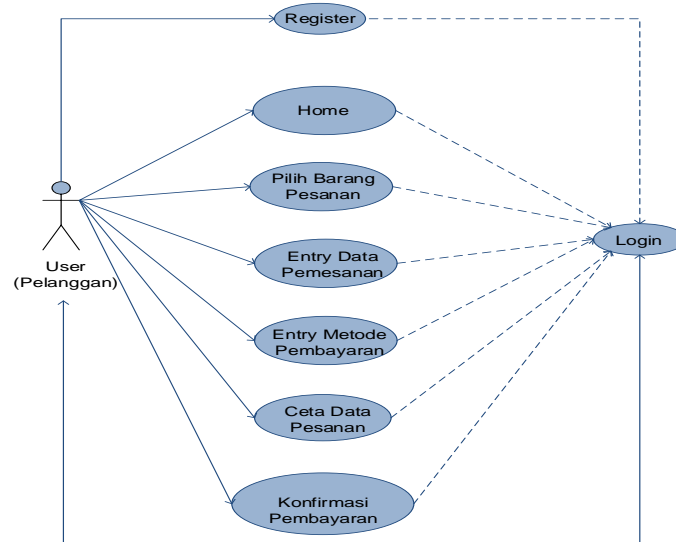 Register
Home
Pilih Barang
Pesanan
Entry Data
Pemesanan
Login
User
(Pelanggan)
Entry Metode
Pembayaran
Ceta Data
Pesanan
Konfirmasi
Pembayaran